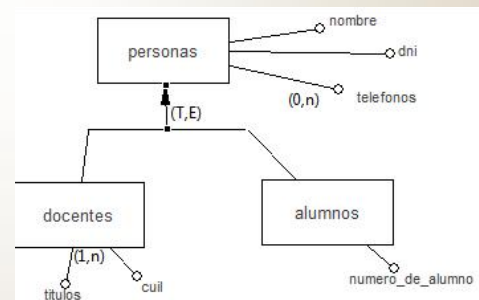 nombre
personas
dni
(0,n)
telefonos
(T,E)
docentes
alumnos
(1,n)
titulos
cuil
numero_de_alumno